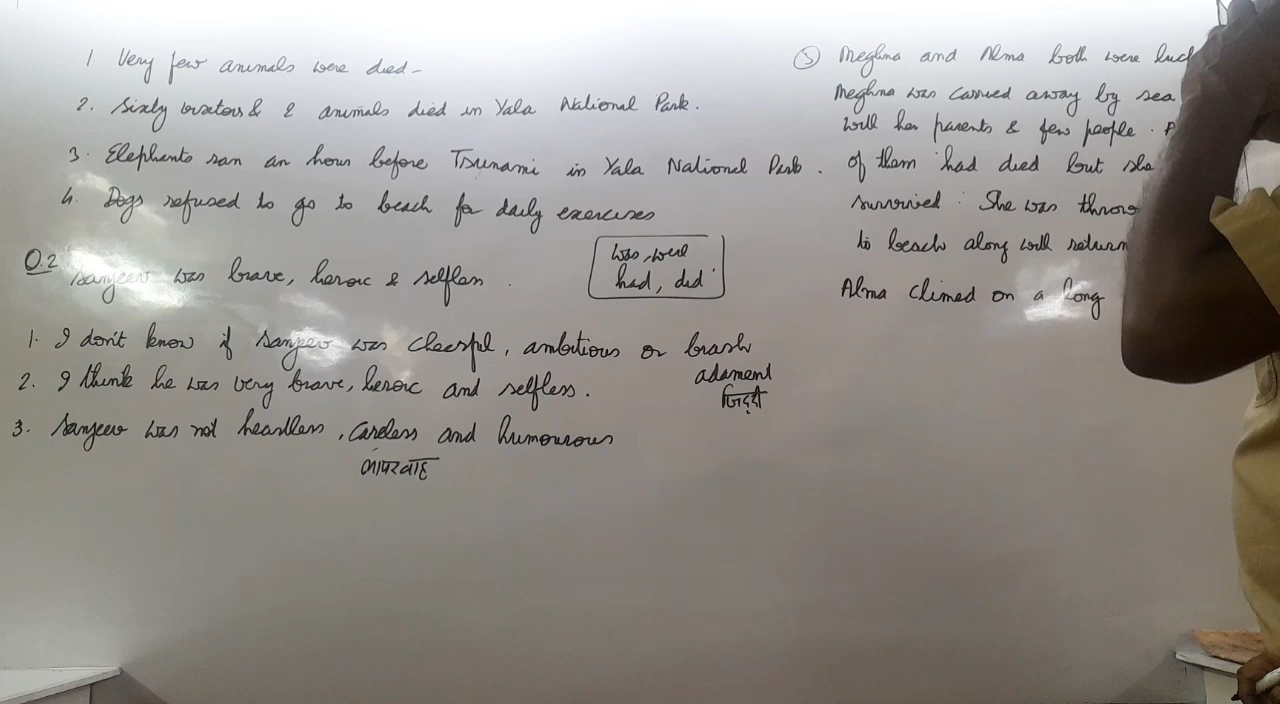 1 Very few animals were died-
2. Sixty visitors & 2 animals died in Yala National Park.
3. Elephants ran an hour before Tsunami in Yala National Park.
4. Dogs refused to go to beach for daily exercises
Q.2 Sanjeev was brave, heroic & selfless.
was, were
had, did
1. I don't know if Sanjeev was cheerful, ambitious or brash
adament
जिद्दी
2. I think he was very brave, heroic and selfless.
3. Sanjeev was not heartless, careless and humourous
लापरवाह
③ Meghna and Alma both were
Meghna was carried away by sea
with her parents & few people.
of them had died but she
survived. She was
to beach along with return
Alma climed on a long